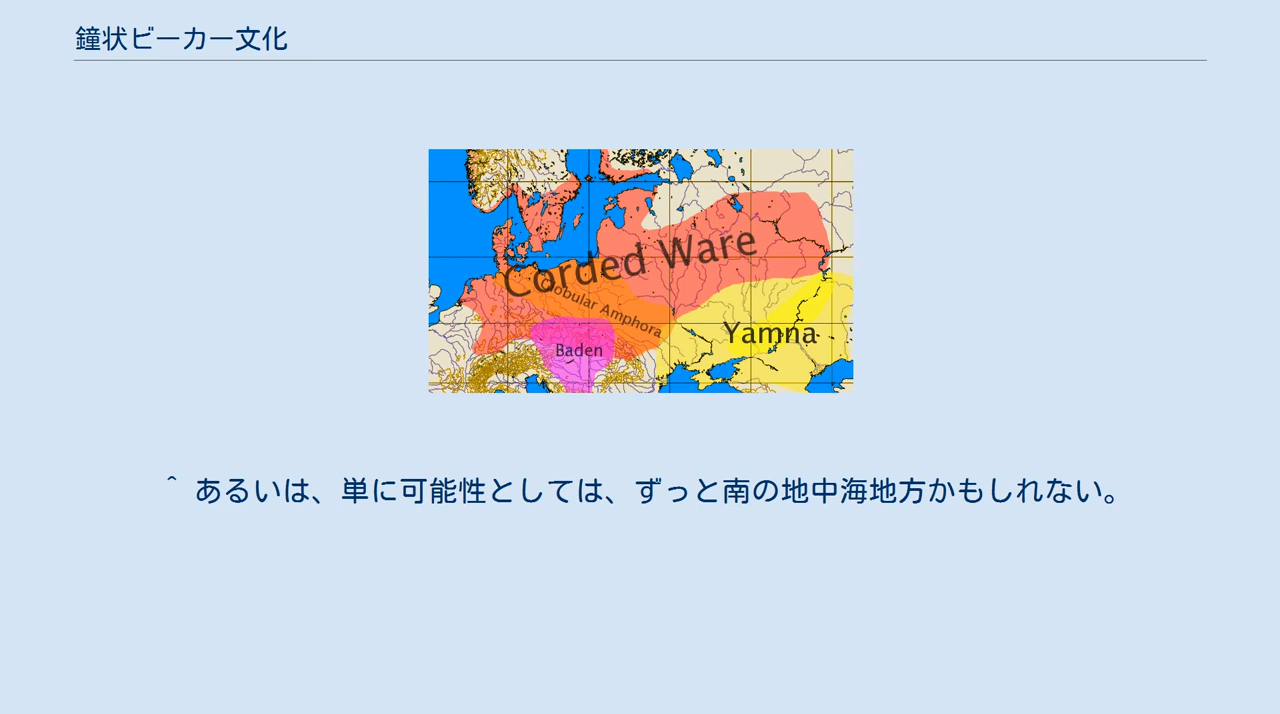 鐘状ビーカー文化
Corded Ware
lobular Amphora
Yamna
Baden
^ あるいは、単に可能性としては、ずっと南の地中海地方かもしれない。